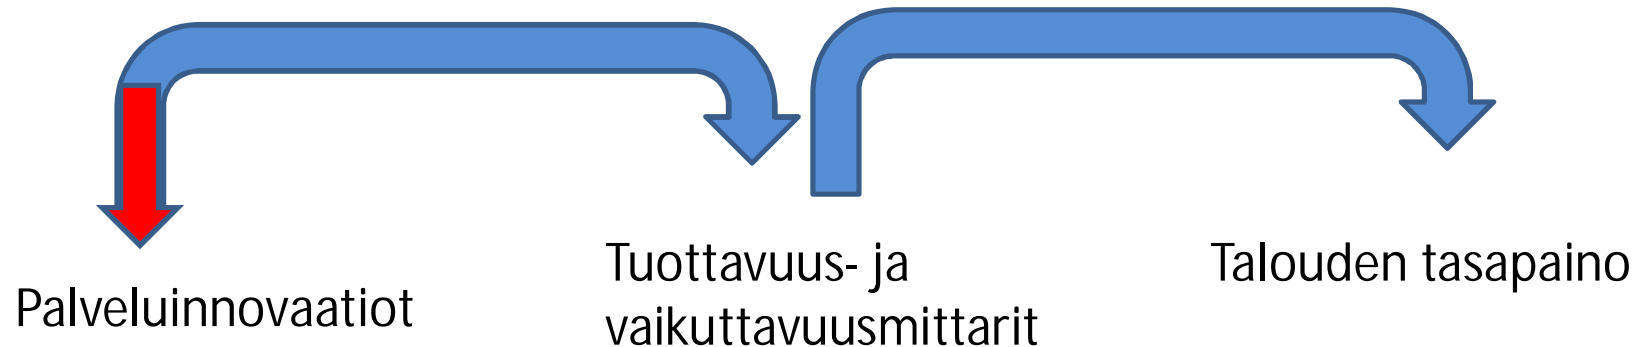 Palveluinnovaatiot
Tuottavuus- ja
vaikuttavuusmittarit
Talouden tasapaino